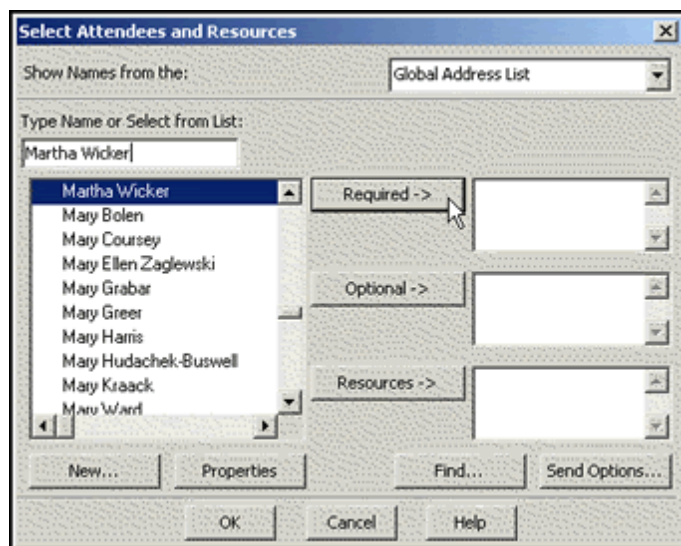 Select Attendees and Resources
Show Names from the:
Global Address List
Type Name or Select from List:
Martha Wicker
Martha Wicker
Mary Bolen
Mary Coursey
Mary Ellen Zaglewski
Mary Grabar
Mary Greer
Mary Harris
Mary Hudachek-Buswell
Mary Kraack
Mary Ward
Required ->
Optional ->
Resources ->
New...
Properties
Find...
Send Options...
OK
Cancel
Help